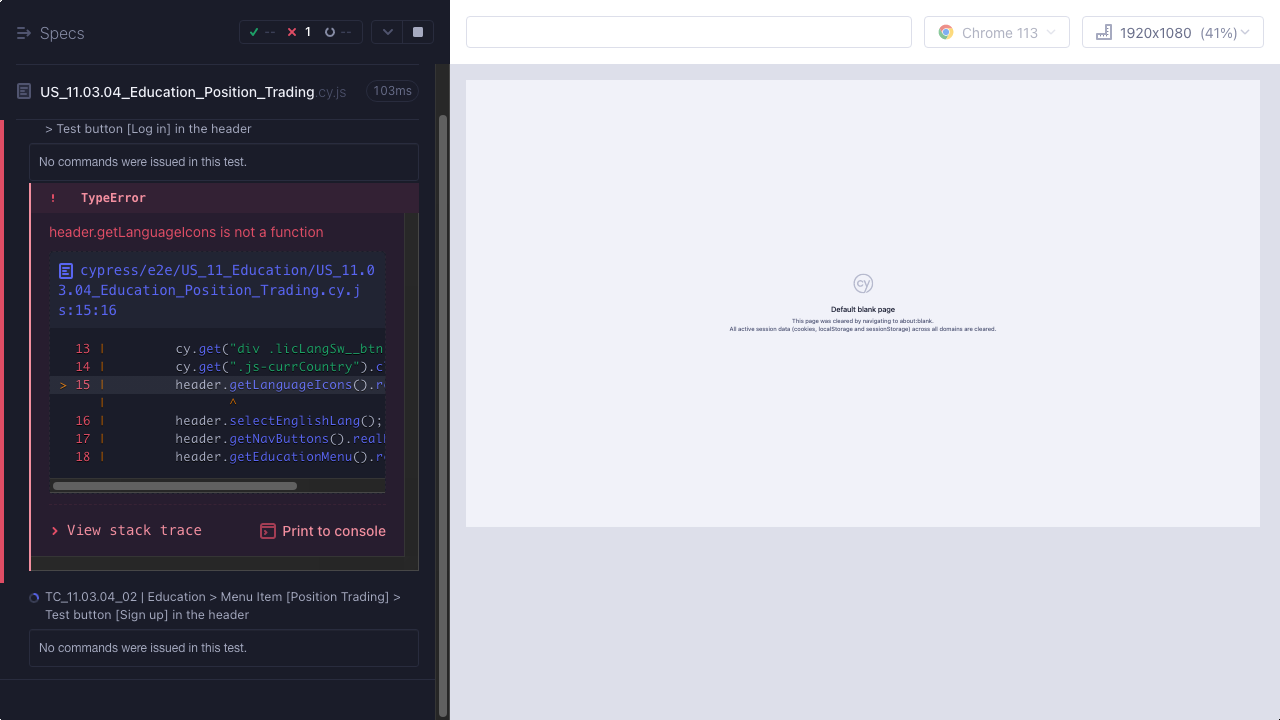 Specs
--
1
--
Chrome 113
1920x1080 (41%)
US_11.03.04_Education_Position_Trading.cy.js
103ms
> Test button [Log in] in the header
No commands were issued in this test.
! TypeError
header.getLanguageIcons is not a function
cypress/e2e/US_11_Education/US_11.0
3.04_Education_Position_Trading.cy.j
s:15:16
13 | cy.get("div .licLangSw__btn
14 | cy.get(".js-currCountry").c
> 15 | header.getLanguageIcons().r
| ^
16 | header.selectEnglishLang();
17 | header.getNavButtons().real
18 | header.getEducationMenu().r
View stack trace
Print to console
TC_11.03.04_02 | Education > Menu Item [Position Trading] >
Test button [Sign up] in the header
No commands were issued in this test.
cy
Default blank page
This page was cleared by navigating to about:blank.
All active session data (cookies, localStorage and sessionStorage) across all domains are cleared.